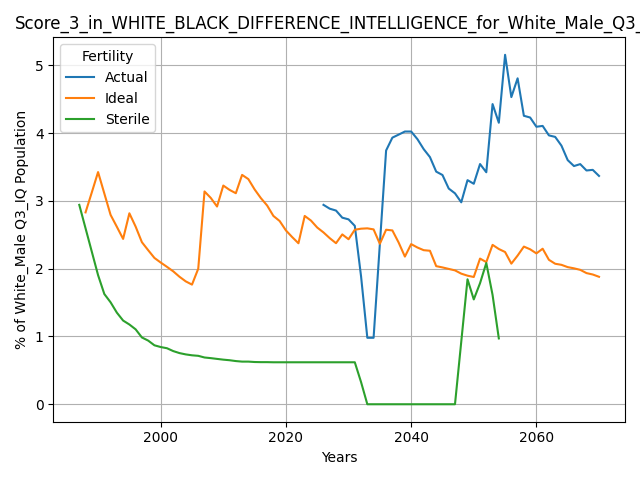 Score_3_in_WHITE_BLACK_DIFFERENCE_INTELLIGENCE_for_White_Male_Q3_
Fertility
Actual
Ideal
Sterile
% of White_Male Q3_IQ Population
5
4
3
2
1
0
2000 2020 2040 2060
Years